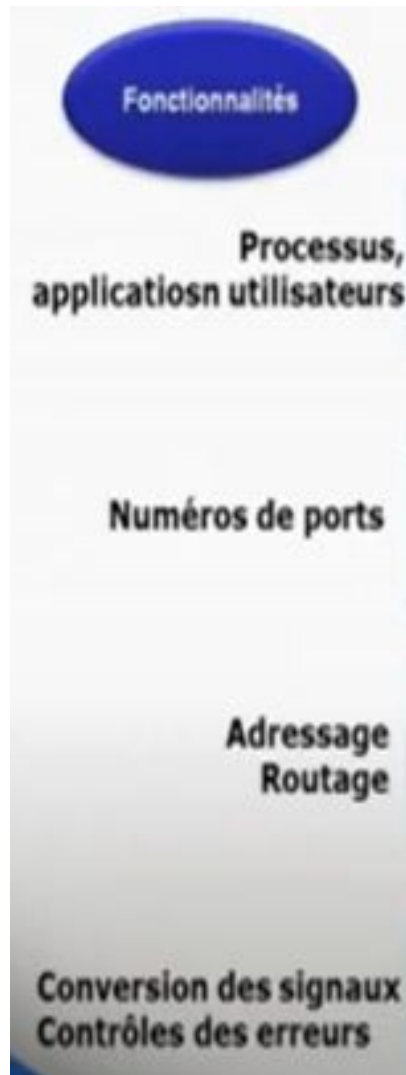 Fonctionnalités
Processus,
applicatiosn utilisateurs
Numéros de ports
Adressage
Routage
Conversion des signaux
Contrôles des erreurs